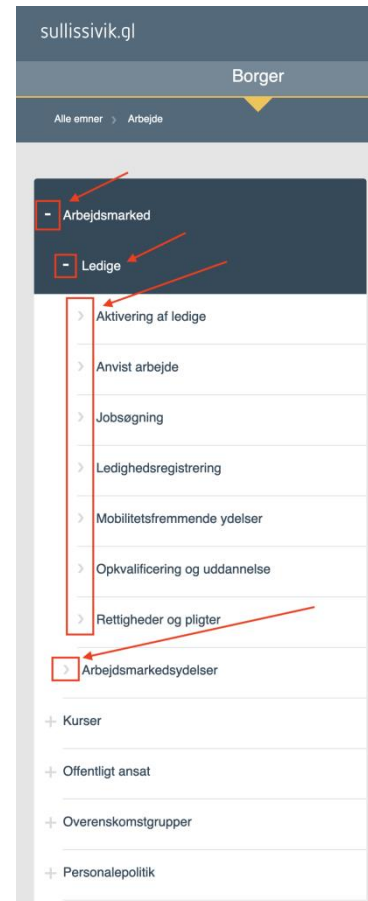 sullissivik.gl
Borger
Alle emner > Arbejde
- Arbejdsmarked
- Ledige
> Aktivering af ledige
> Anvist arbejde
> Jobsøgning
> Ledighedsregistrering
> Mobilitetsfremmende ydelser
> Opkvalificering og uddannelse
> Rettigheder og pligter
> Arbejdsmarkedsydelser
+ Kurser
+ Offentligt ansat
+ Overenskomstgrupper
+ Personalepolitik